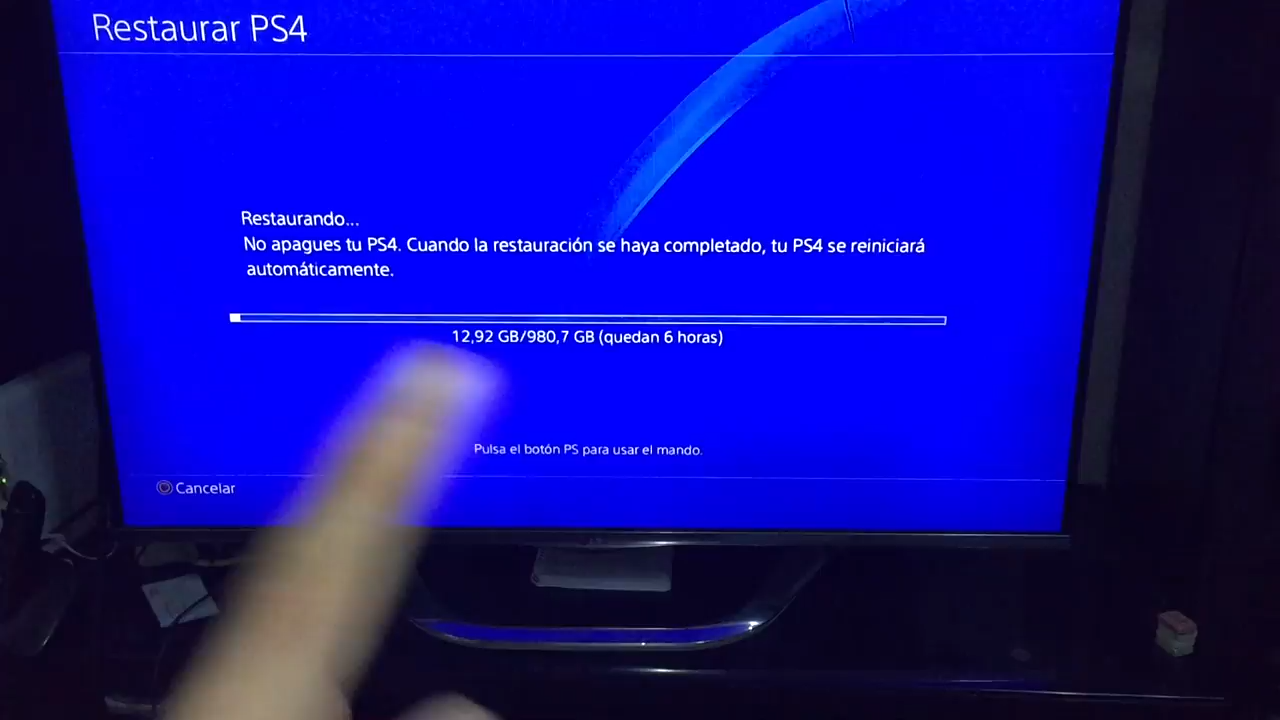 Restaurar PS4
Restaurando...
No apagues tu PS4. Cuando la restauración se haya completado, tu PS4 se reiniciará
automáticamente.
12,92 GB/980,7 GB (quedan 6 horas)
Pulsa el botón PS para usar el mando.
Cancelar